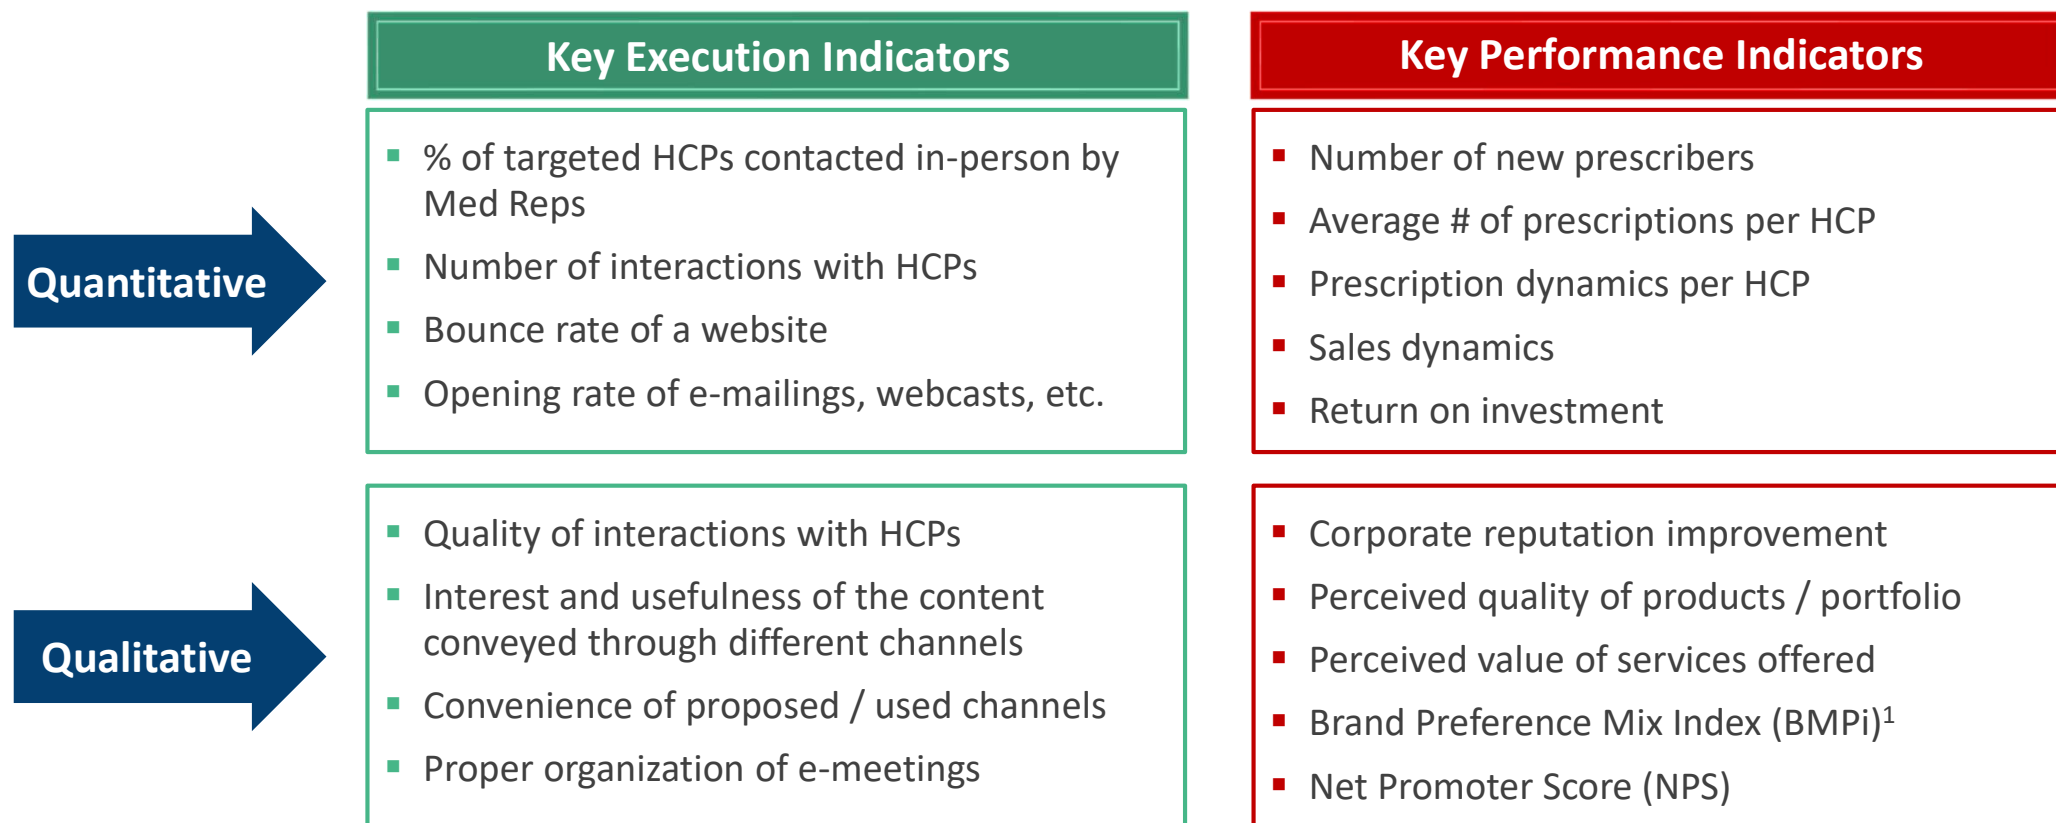 Key Execution Indicators
Key Performance Indicators
Quantitative
▪ % of targeted HCPs contacted in-person by
Med Reps
▪ Number of interactions with HCPs
▪ Bounce rate of a website
▪ Opening rate of e-mailings, webcasts, etc.
▪ Number of new prescribers
▪ Average # of prescriptions per HCP
▪ Prescription dynamics per HCP
▪ Sales dynamics
▪ Return on investment
Qualitative
▪ Quality of interactions with HCPs
▪ Interest and usefulness of the content
conveyed through different channels
▪ Convenience of proposed / used channels
▪ Proper organization of e-meetings
▪ Corporate reputation improvement
▪ Perceived quality of products / portfolio
▪ Perceived value of services offered
▪ Brand Preference Mix Index (BMPi)¹
▪ Net Promoter Score (NPS)